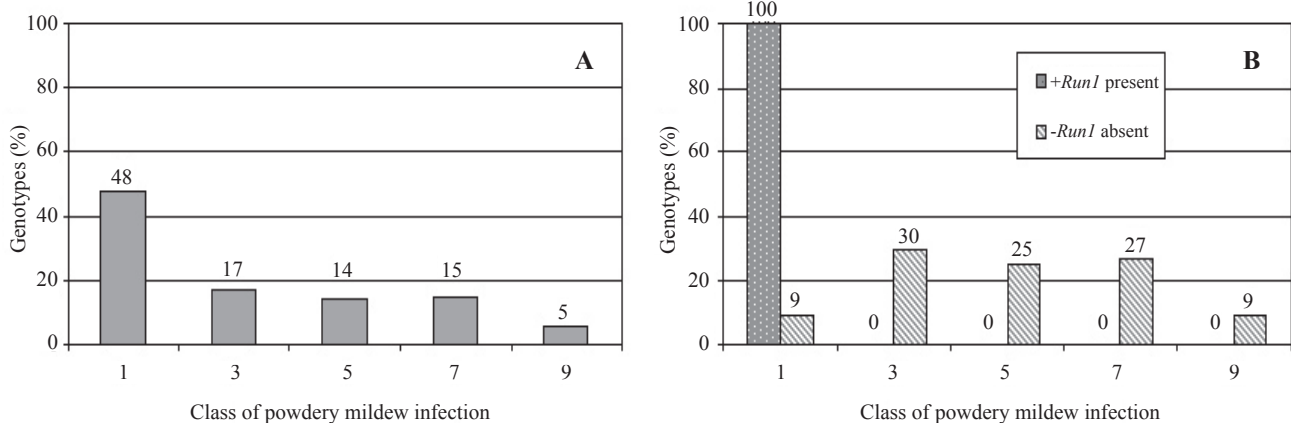 100
80
60
40
20
0
Genotypes (%)
A
48
17
14
15
5
1 3 5 7 9
Class of powdery mildew infection
100
80
60
40
20
0
Genotypes (%)
B
+Run1 present
-Run1 absent
100
9
0 30
0 25
0 27
0 9
1 3 5 7 9
Class of powdery mildew infection